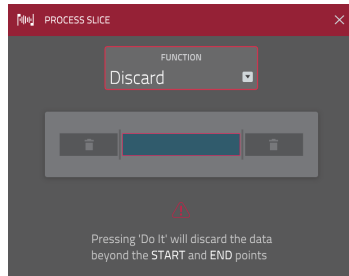 PROCESS SLICE
FUNCTION
Discard
Pressing 'Do It' will discard the data
beyond the START and END points